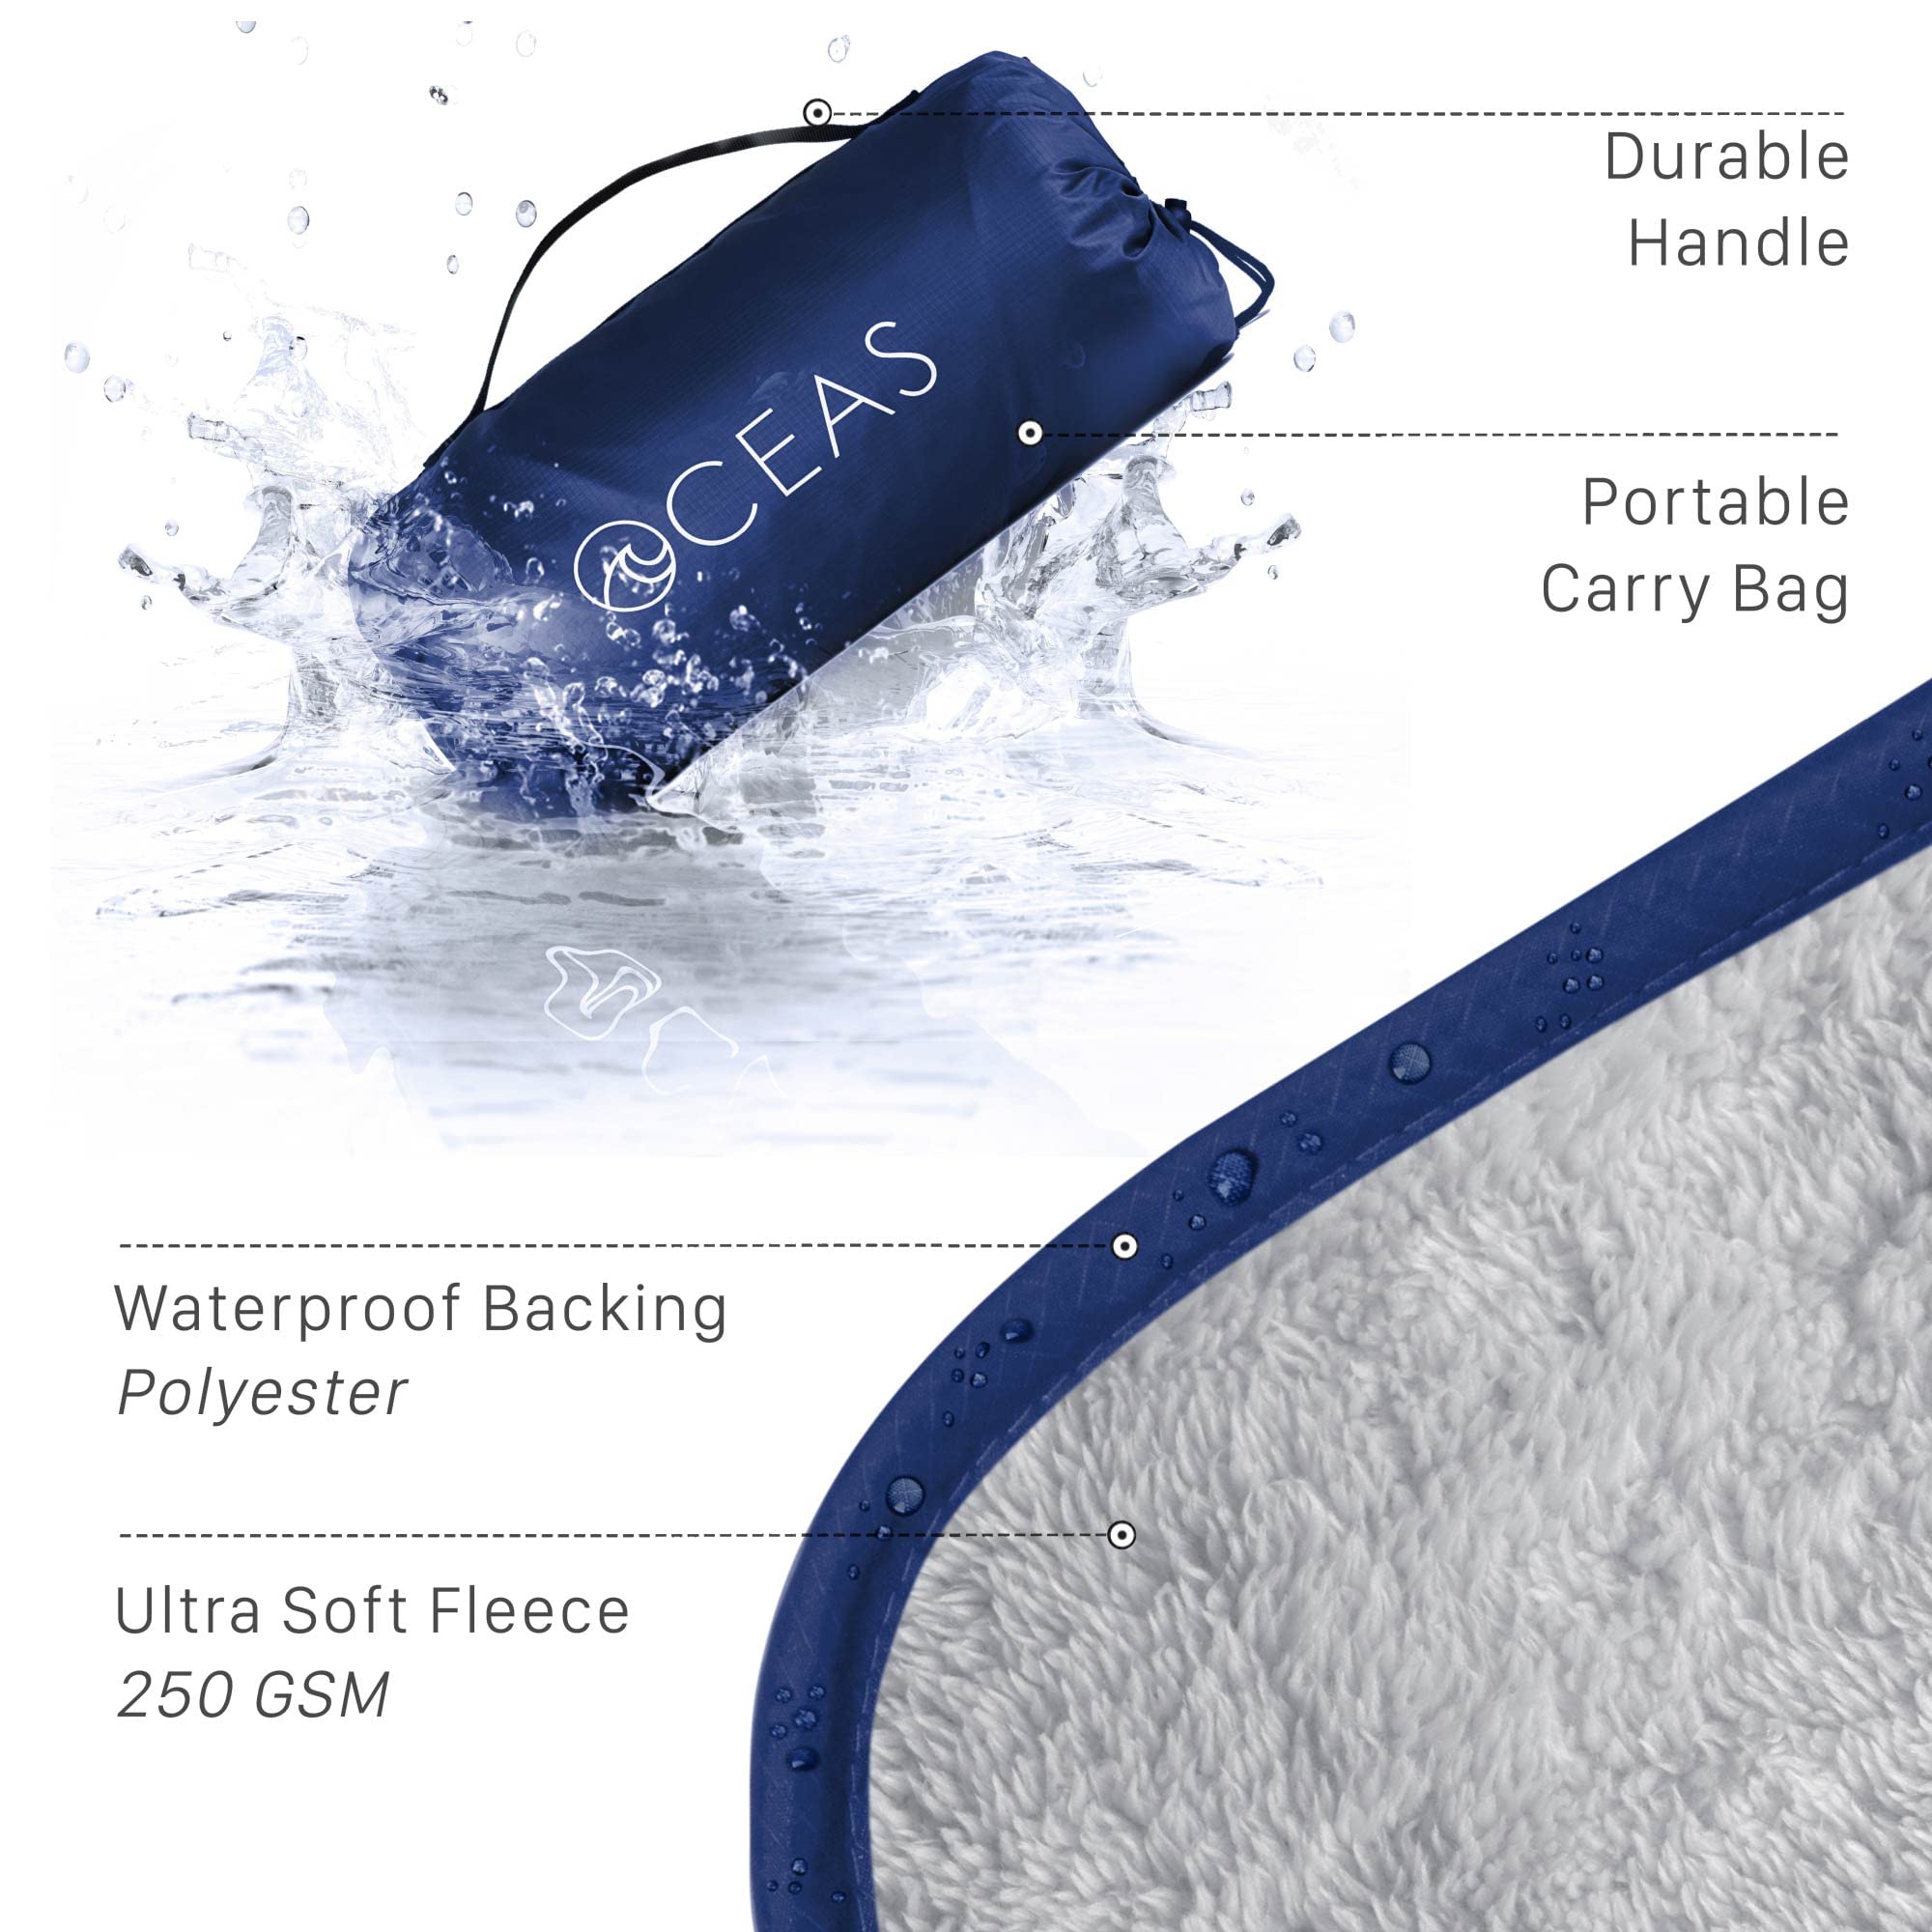 Durable
Handle
OCEAS
Portable
Carry Bag
Waterproof Backing
Polyester
Ultra Soft Fleece
250 GSM